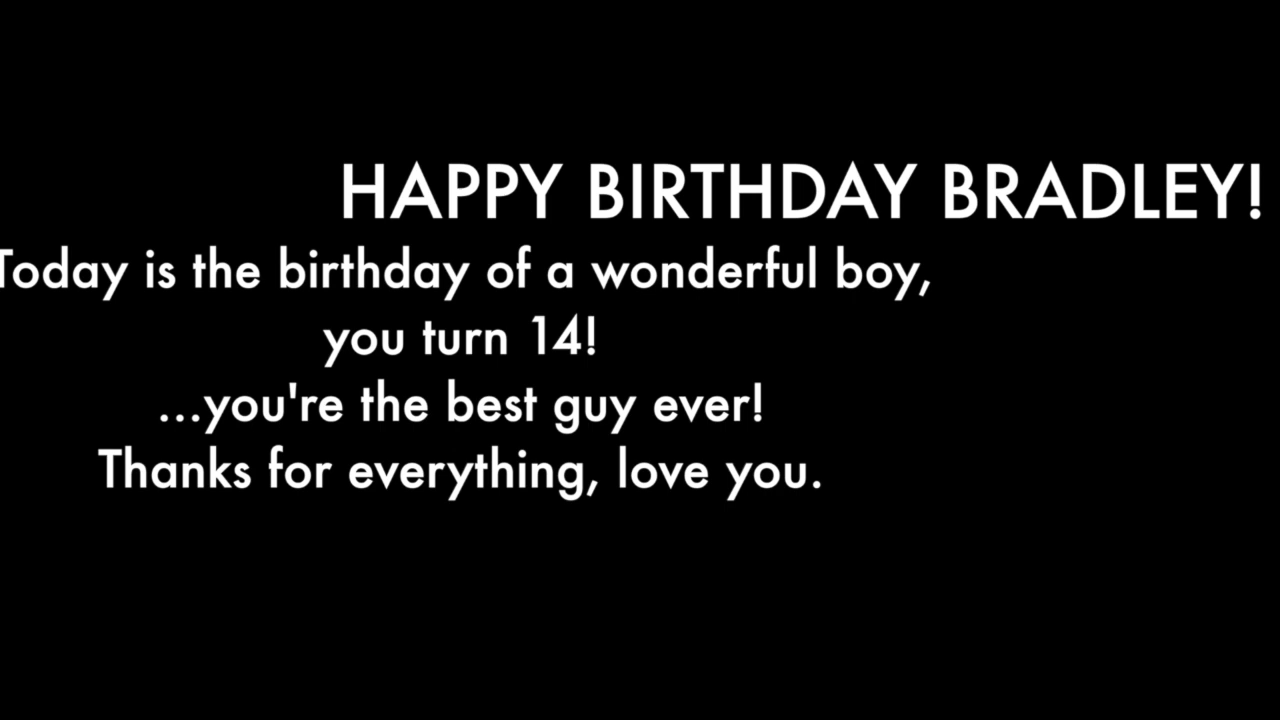 HAPPY BIRTHDAY BRADLEY!
Today is the birthday of a wonderful boy,
you turn 14!
...you're the best guy ever!
Thanks for everything, love you.